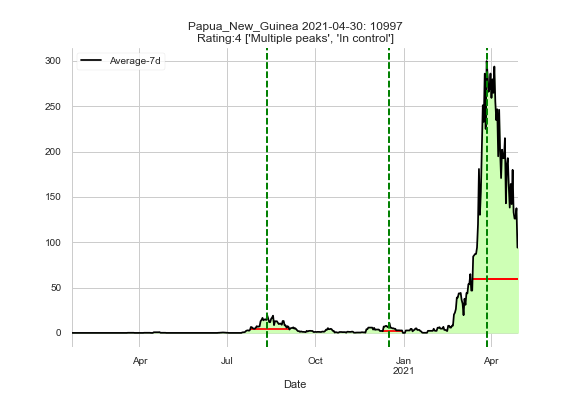 Papua_New_Guinea 2021-04-30: 10997
Rating:4 ['Multiple peaks', 'In control']
Average-7d
300
250
200
150
100
50
0
Apr
Jul
Oct
Jan
2021
Apr
Date